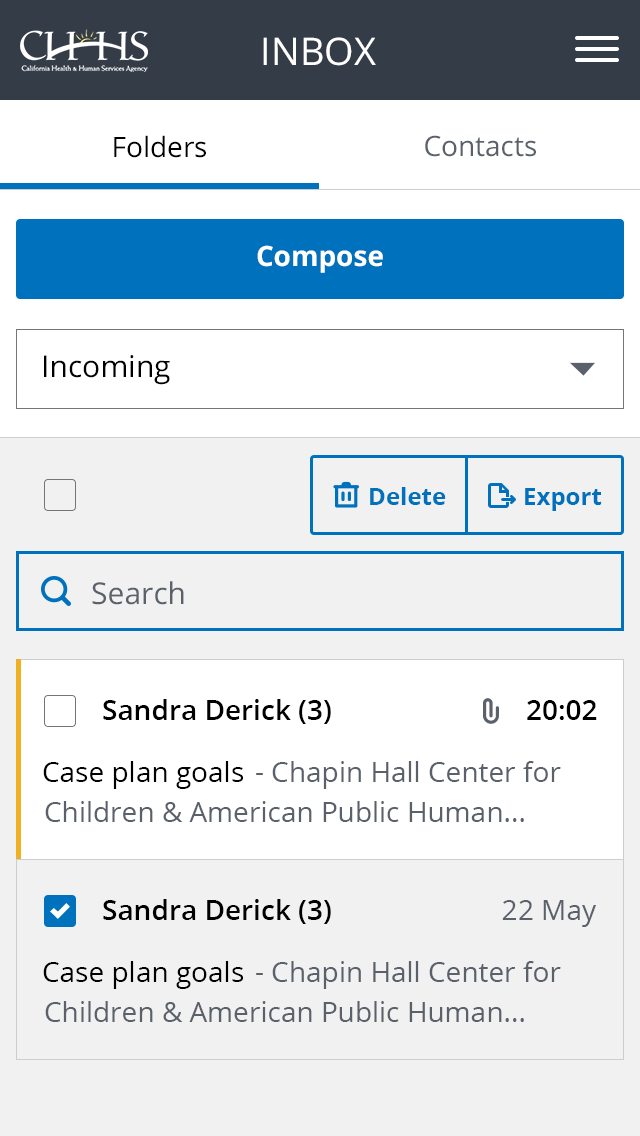 CHHS
California Health & Human Services Agency
INBOX
Folders
Contacts
Compose
Incoming
Delete
Export
Search
Sandra Derick (3)
20:02
Case plan goals - Chapin Hall Center for
Children & American Public Human...
Sandra Derick (3)
22 May
Case plan goals - Chapin Hall Center for
Children & American Public Human...